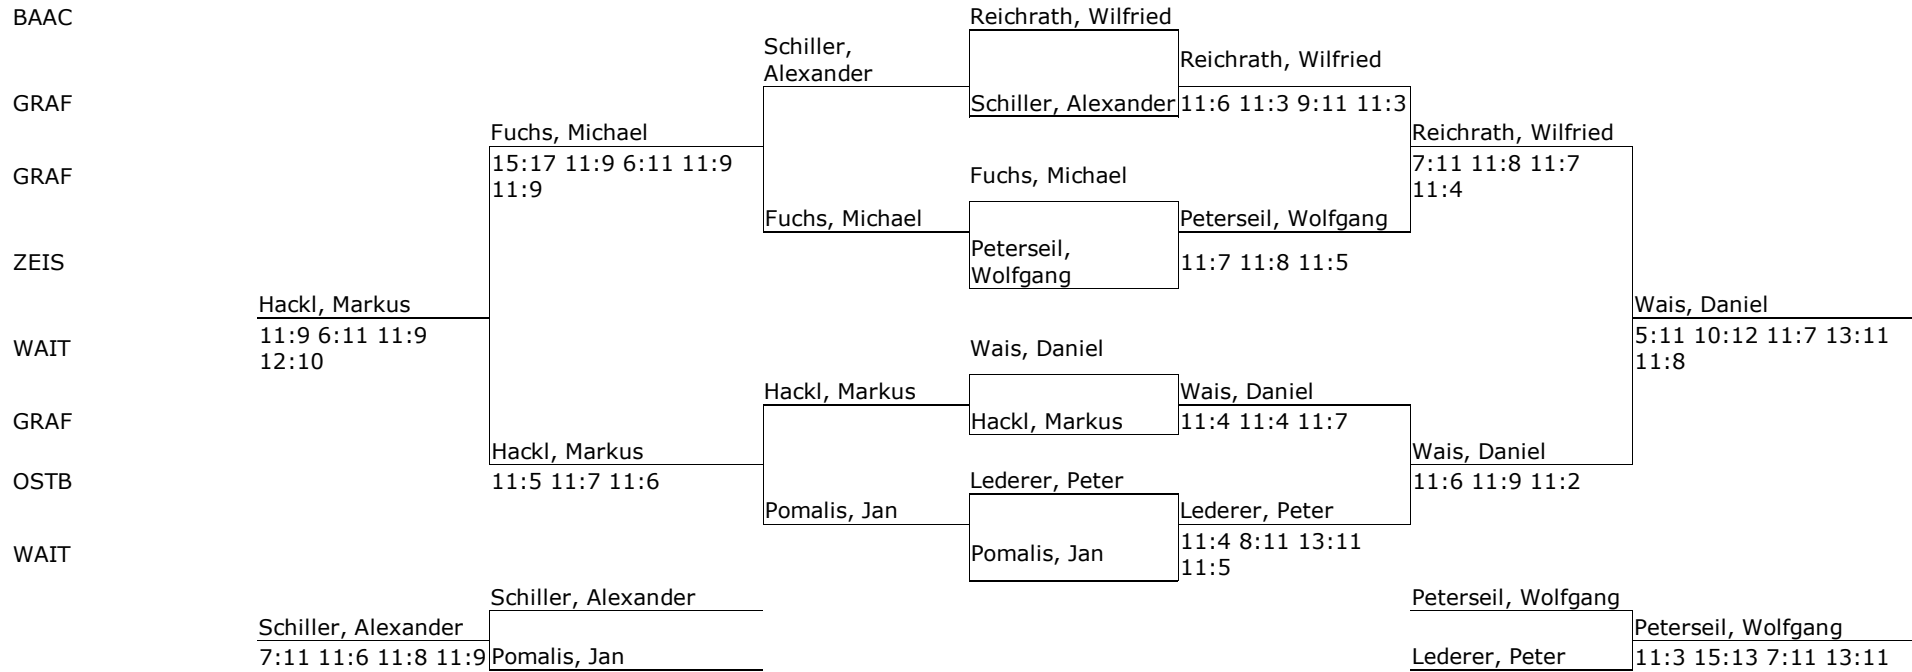 BAAC
Reichrath, Wilfried
Schiller,
Alexander
Reichrath, Wilfried
GRAF
Schiller, Alexander
11:6 11:3 9:11 11:3
Fuchs, Michael
Reichrath, Wilfried
15:17 11:9 6:11 11:9
11:9
7:11 11:8 11:7
11:4
GRAF
Fuchs, Michael
Fuchs, Michael
Peterseil, Wolfgang
ZEIS
Peterseil,
Wolfgang
11:7 11:8 11:5
Hackl, Markus
Wais, Daniel
11:9 6:11 11:9
12:10
5:11 10:12 11:7 13:11
11:8
WAIT
Wais, Daniel
Hackl, Markus
Wais, Daniel
GRAF
Hackl, Markus
11:4 11:4 11:7
Hackl, Markus
Wais, Daniel
OSTB
11:5 11:7 11:6
Lederer, Peter
11:6 11:9 11:2
Pomalis, Jan
Lederer, Peter
WAIT
Pomalis, Jan
11:4 8:11 13:11
11:5
Schiller, Alexander
Peterseil, Wolfgang
Schiller, Alexander
Peterseil, Wolfgang
7:11 11:6 11:8 11:9
Pomalis, Jan
Lederer, Peter
11:3 15:13 7:11 13:11